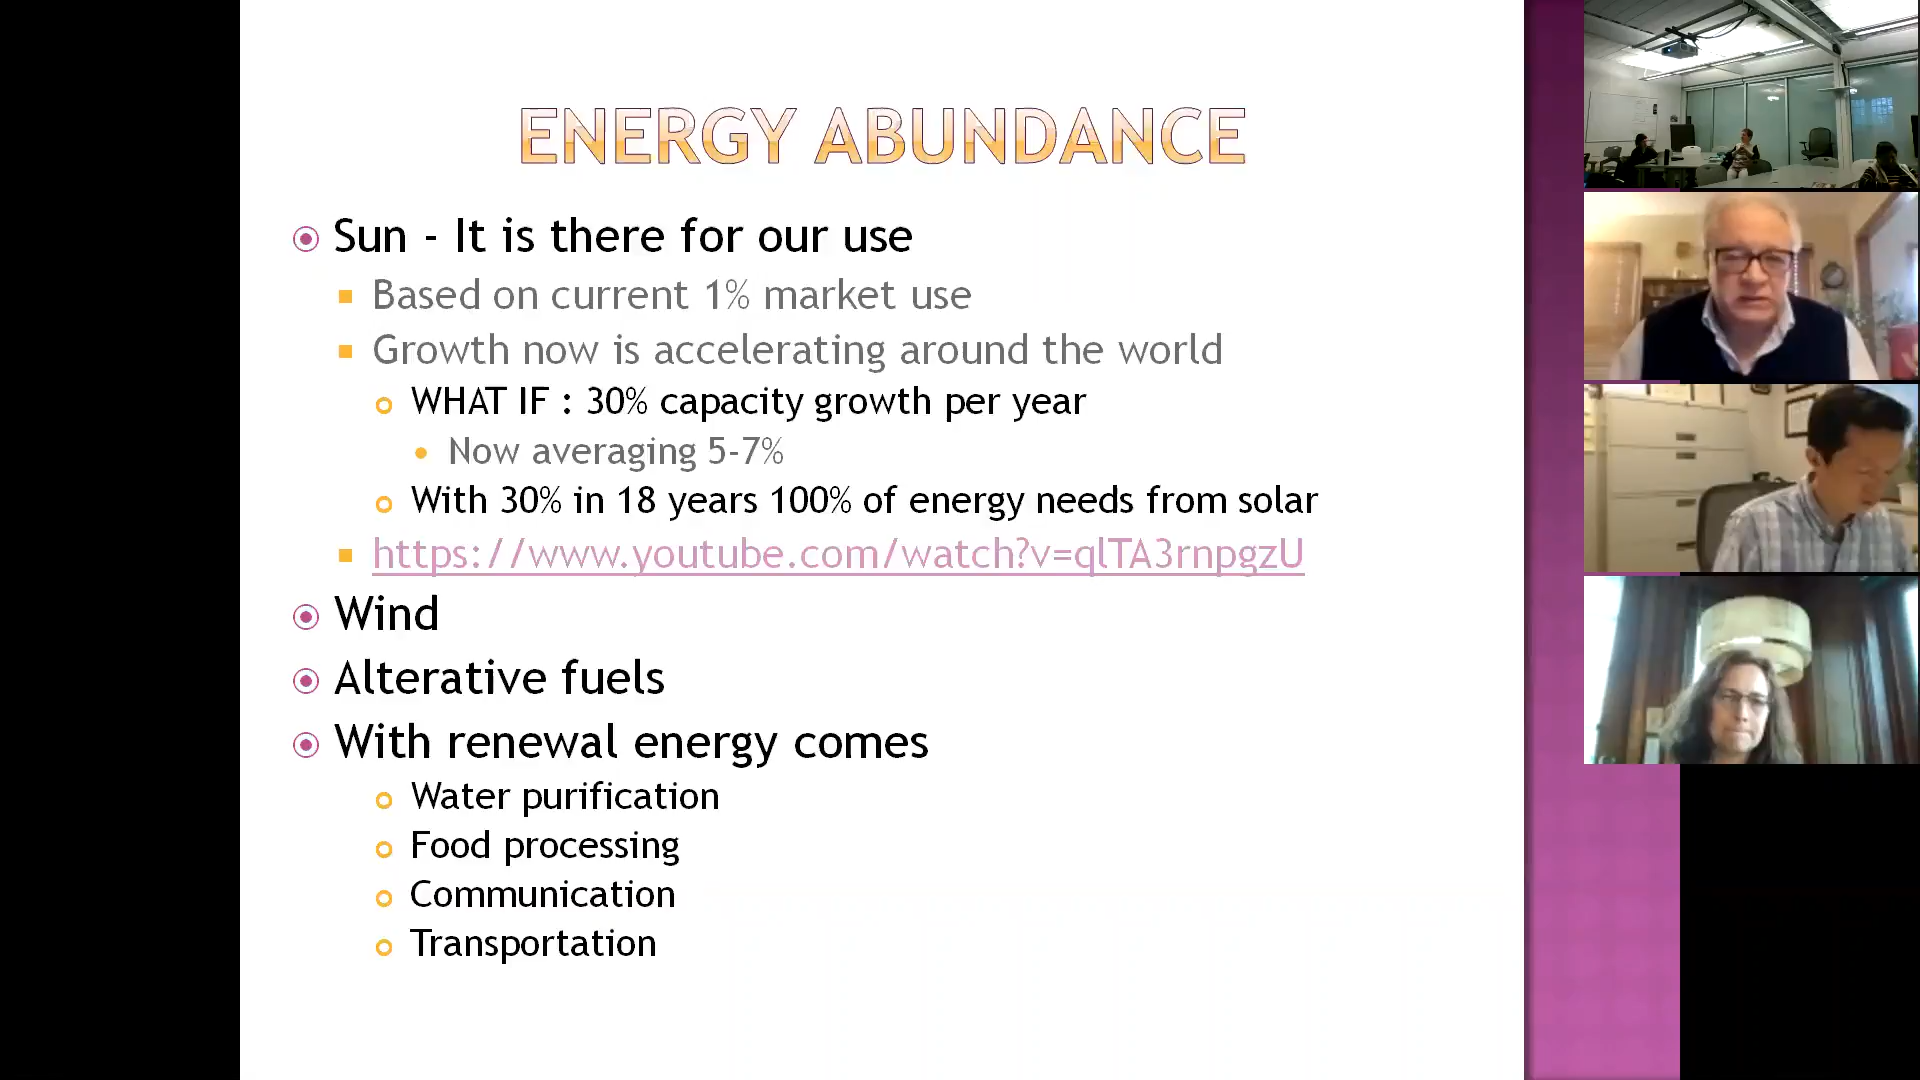 ENERGY ABUNDANCE
Sun - It is there for our use
Based on current 1% market use
Growth now is accelerating around the world
WHAT IF : 30% capacity growth per year
Now averaging 5-7%
With 30% in 18 years 100% of energy needs from solar
https://www.youtube.com/watch?v=qlTA3rnpgzU
Wind
Alterative fuels
With renewal energy comes
Water purification
Food processing
Communication
Transportation